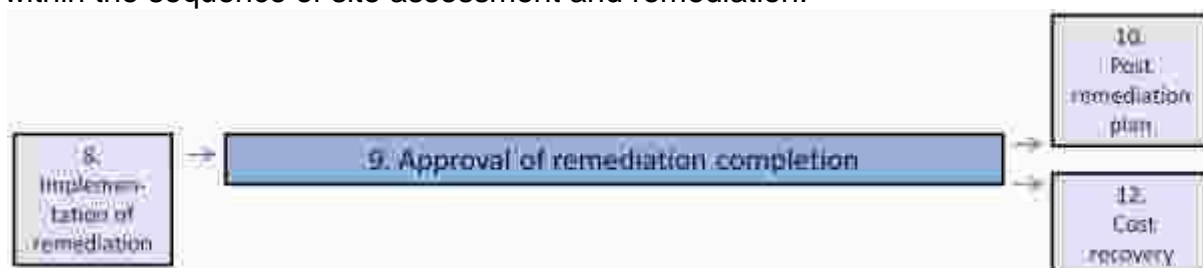 within the sequence of site assessment and remediation.
8.
Implemen-
tation of
remediation
9. Approval of remediation completion
10.
Post
remediation
plan
12.
Cost
recovery